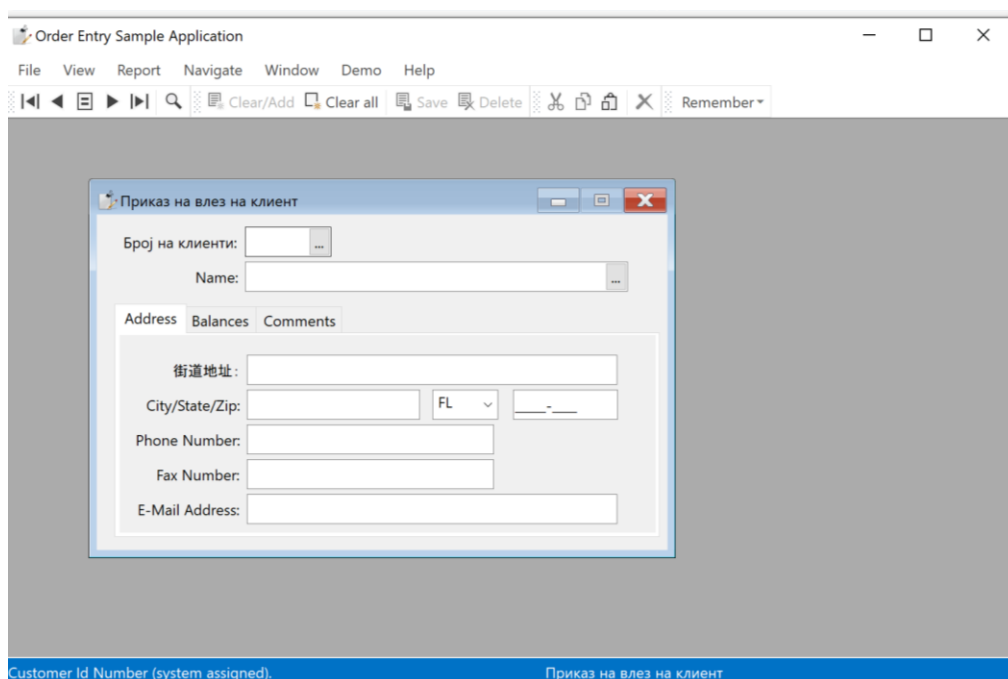 Order Entry Sample Application
File View Report Navigate Window Demo Help
Clear/Add Clear all Save Delete Remember
Приказ на влез на клиент
Број на клиенти: ...
Name: ...
Address Balances Comments
街道地址:
City/State/Zip: FL ____-___
Phone Number:
Fax Number:
E-Mail Address:
Customer Id Number (system assigned). Приказ на влез на клиент